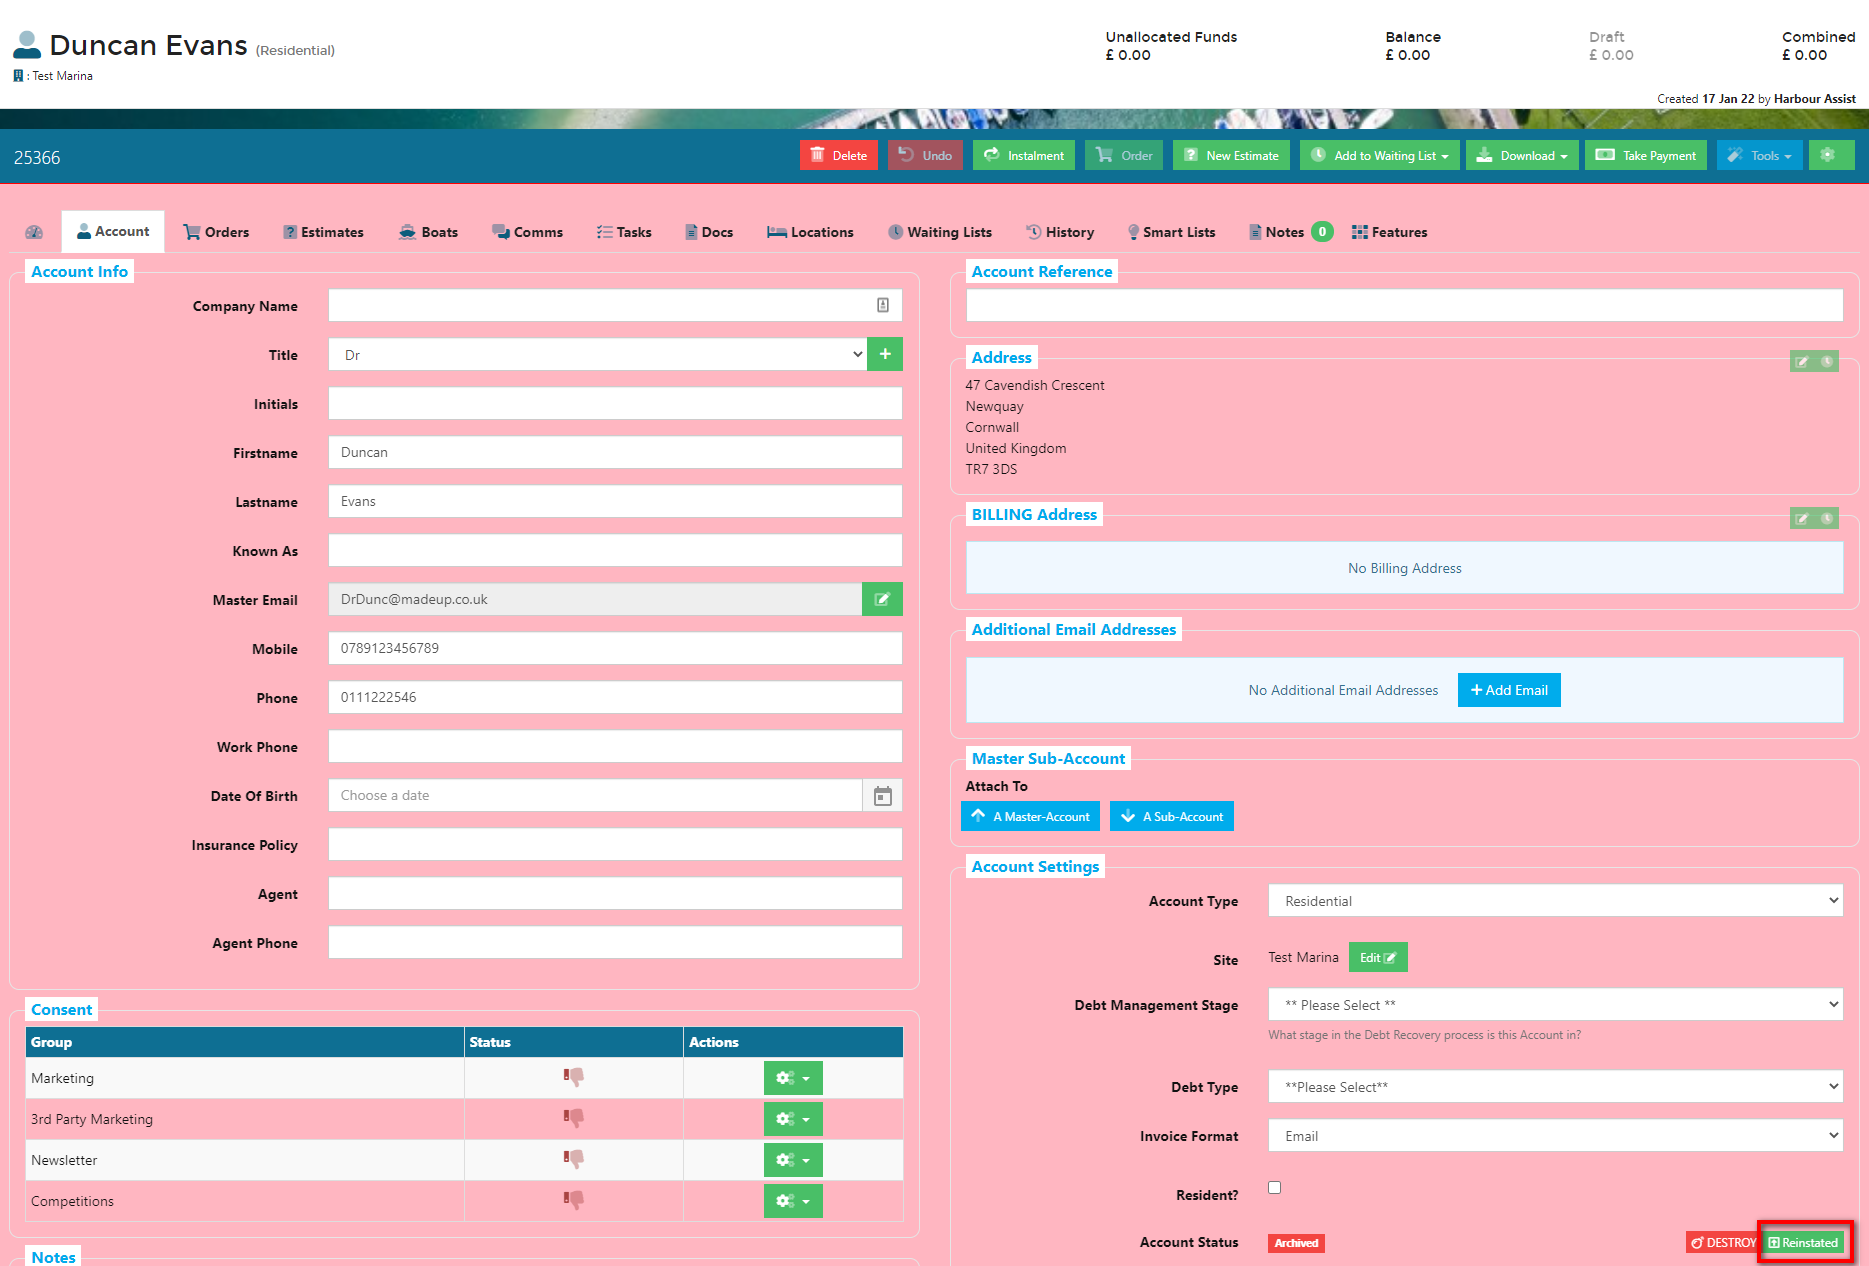 Duncan Evans (Residential)
: Test Marina
Unallocated Funds
£ 0.00
Balance
£ 0.00
Draft
£ 0.00
Combined
£ 0.00
Created 17 Jan 22 by Harbour Assist
25366
Delete
Undo
Instalment
Order
New Estimate
Add to Waiting List
Download
Take Payment
Tools
Account
Orders
Estimates
Boats
Comms
Tasks
Docs
Locations
Waiting Lists
History
Smart Lists
Notes 0
Features
Account Info
Company Name
Title Dr
Initials
Firstname Duncan
Lastname Evans
Known As
Master Email DrDunc@madeup.co.uk
Mobile 0789123456789
Phone 0111222546
Work Phone
Date Of Birth Choose a date
Insurance Policy
Agent
Agent Phone
Consent
Group Status Actions
Marketing
3rd Party Marketing
Newsletter
Competitions
Notes
Account Reference
Address
47 Cavendish Crescent
Newquay
Cornwall
United Kingdom
TR7 3DS
BILLING Address
No Billing Address
Additional Email Addresses
No Additional Email Addresses + Add Email
Master Sub-Account
Attach To
A Master-Account A Sub-Account
Account Settings
Account Type Residential
Site Test Marina Edit
Debt Management Stage ** Please Select **
What stage in the Debt Recovery process is this Account in?
Debt Type **Please Select**
Invoice Format Email
Resident?
Account Status Archived DESTROY Reinstated